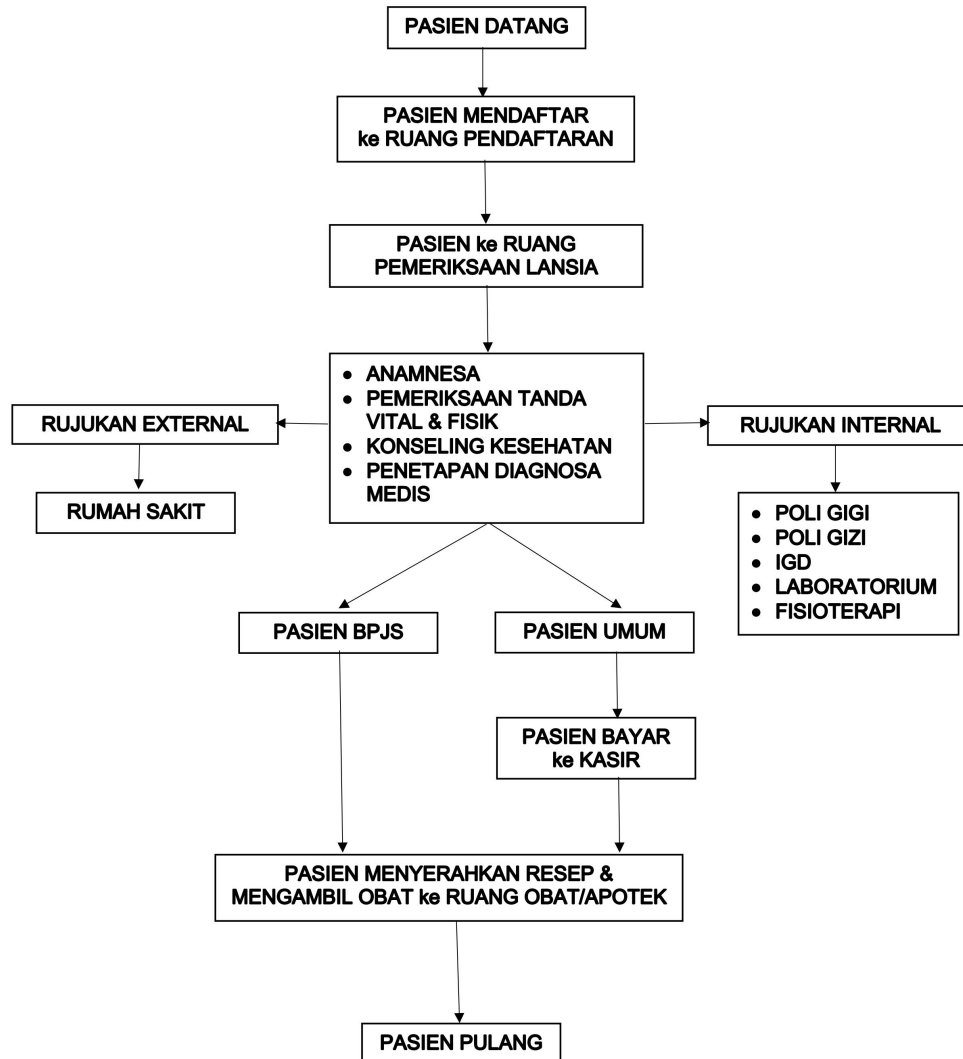 PASIEN DATANG
PASIEN MENDAFTAR
ke RUANG PENDAFTARAN
PASIEN ke RUANG
PEMERIKSAAN LANSIA
• ANAMNESA
• PEMERIKSAAN TANDA
VITAL & FISIK
• KONSELING KESEHATAN
• PENETAPAN DIAGNOSA
MEDIS
RUJUKAN EXTERNAL
RUMAH SAKIT
RUJUKAN INTERNAL
• POLI GIGI
• POLI GIZI
• IGD
• LABORATORIUM
• FISIOTERAPI
PASIEN BPJS
PASIEN UMUM
PASIEN BAYAR
ke KASIR
PASIEN MENYERAHKAN RESEP &
MENGAMBIL OBAT ke RUANG OBAT/APOTEK
PASIEN PULANG